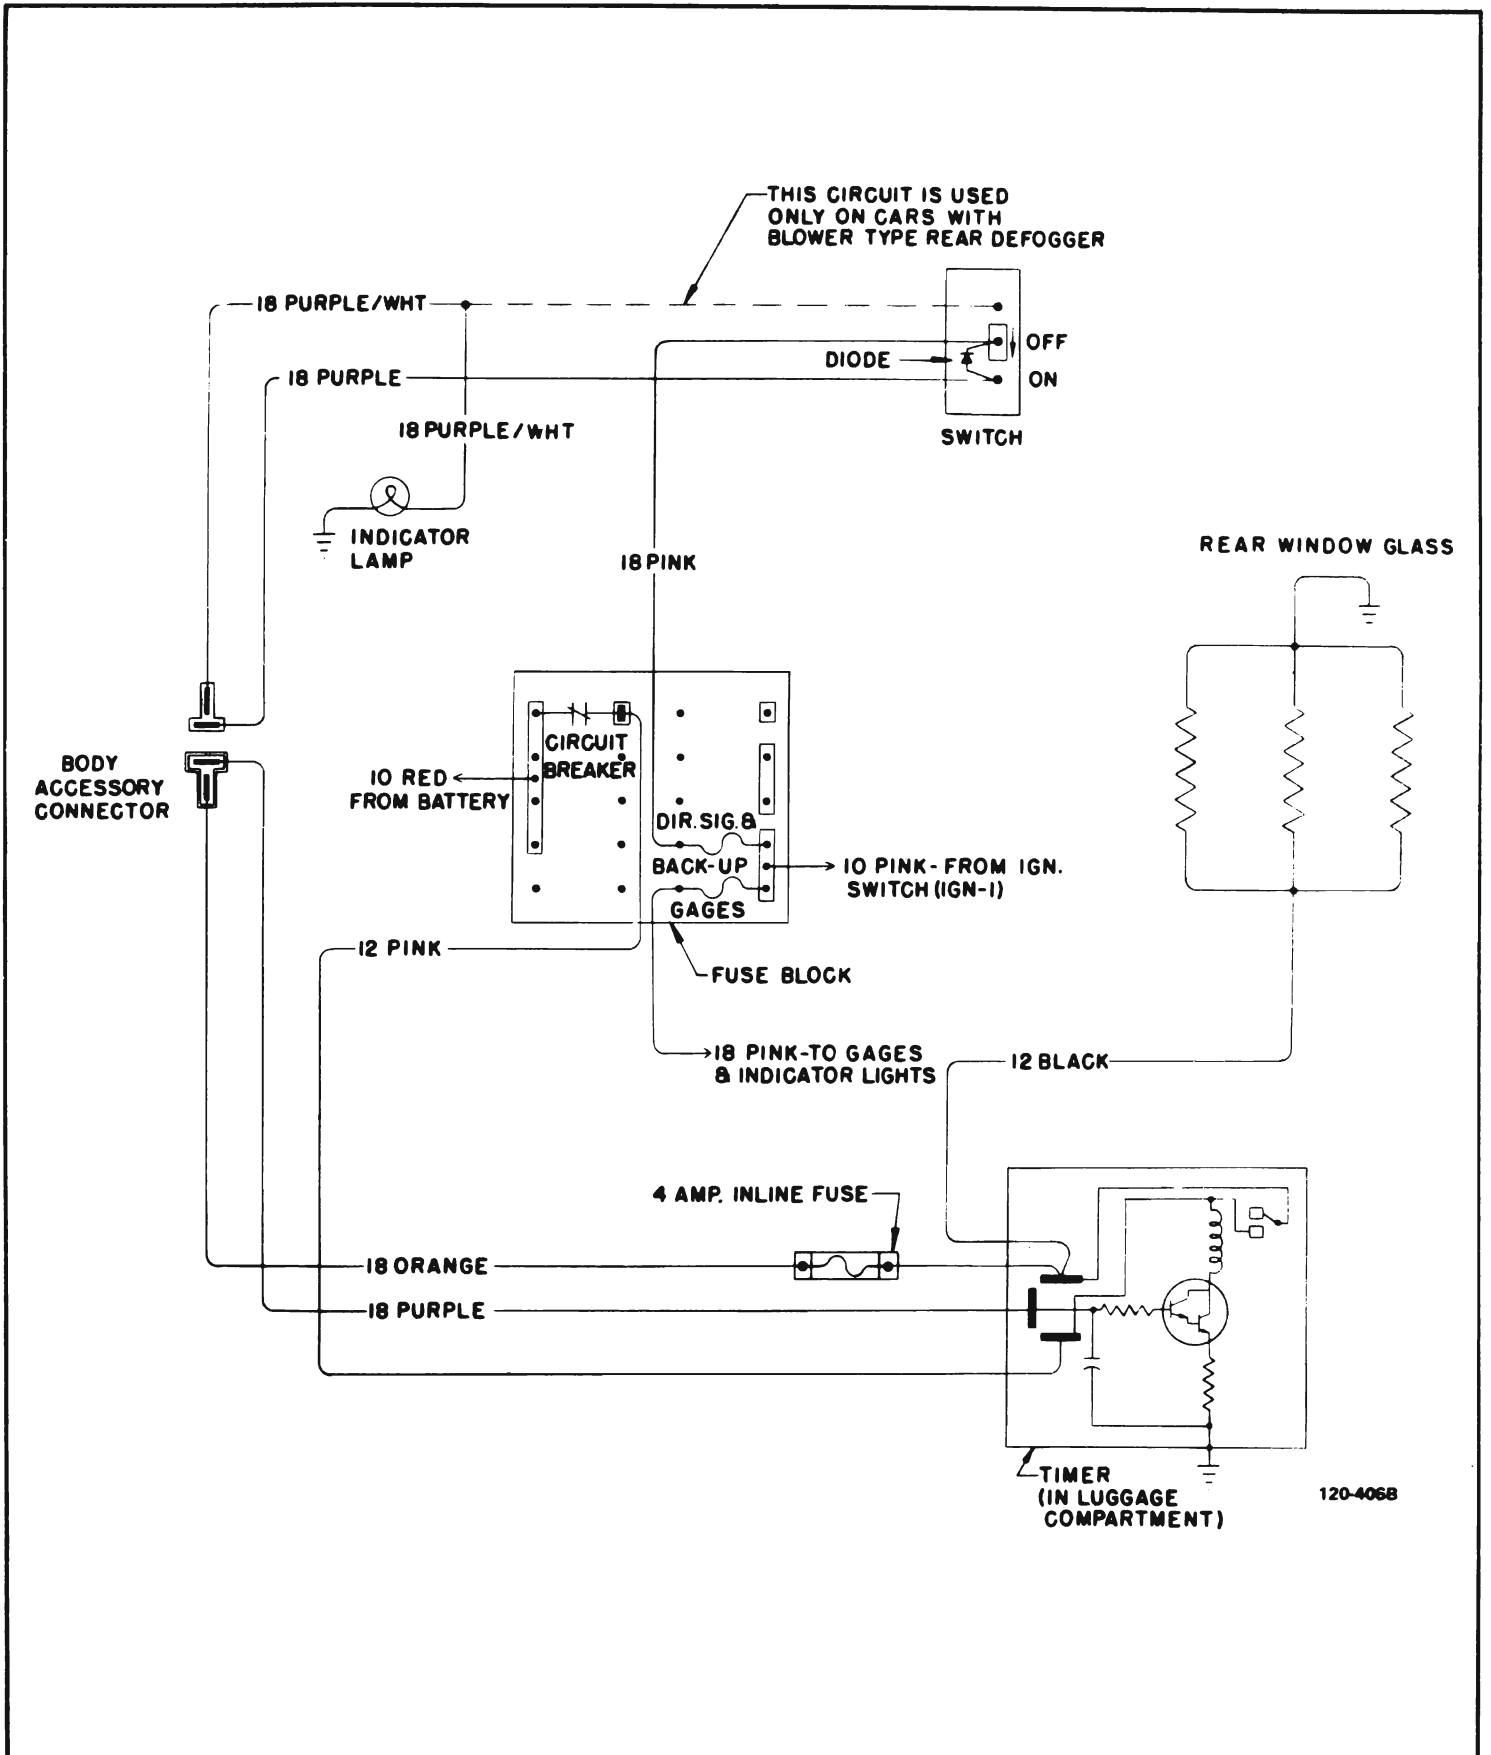 THIS CIRCUIT IS USED
ONLY ON CARS WITH
BLOWER TYPE REAR DEFOGGER
18 PURPLE/WHT
OFF
DIODE
18 PURPLE
ON
18 PURPLE/WHT
SWITCH
INDICATOR
LAMP
18 PINK
REAR WINDOW GLASS
CIRCUIT
BREAKER
BODY
ACCESSORY
CONNECTOR
10 RED
FROM BATTERY
DIR. SIG. &
BACK-UP
10 PINK - FROM IGN.
SWITCH (IGN-1)
GAGES
12 PINK
FUSE BLOCK
18 PINK-TO GAGES
& INDICATOR LIGHTS
12 BLACK
4 AMP. INLINE FUSE
18 ORANGE
18 PURPLE
TIMER
(IN LUGGAGE
COMPARTMENT)
120-406B